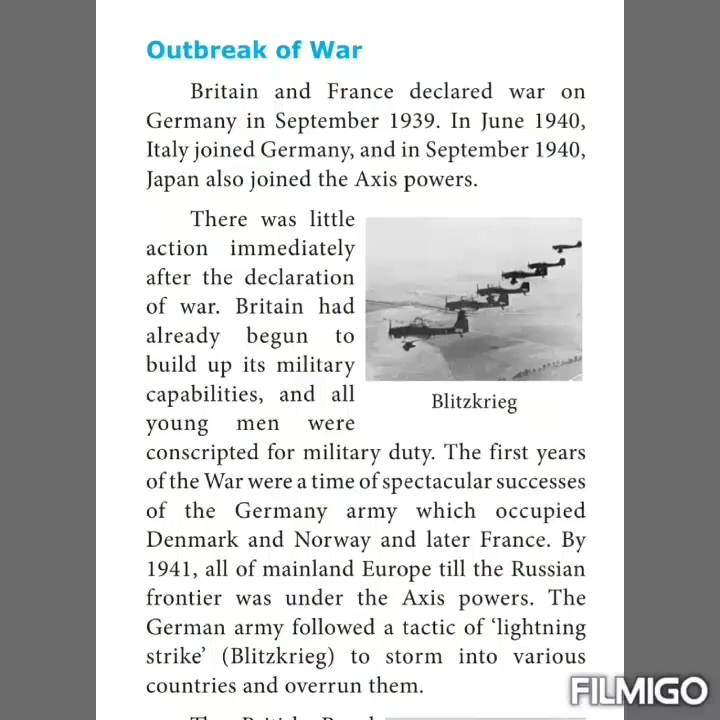 Outbreak of War
Britain and France declared war on
Germany in September 1939. In June 1940,
Italy joined Germany, and in September 1940,
Japan also joined the Axis powers.
There was little
action immediately
after the declaration
of war. Britain had
already begun to
build up its military
capabilities, and all
young men were
Blitzkrieg
conscripted for military duty. The first years
of the War were a time of spectacular successes
of the Germany army which occupied
Denmark and Norway and later France. By
1941, all of mainland Europe till the Russian
frontier was under the Axis powers. The
German army followed a tactic of ‘lightning
strike’ (Blitzkrieg) to storm into various
countries and overrun them.
FILMIGO